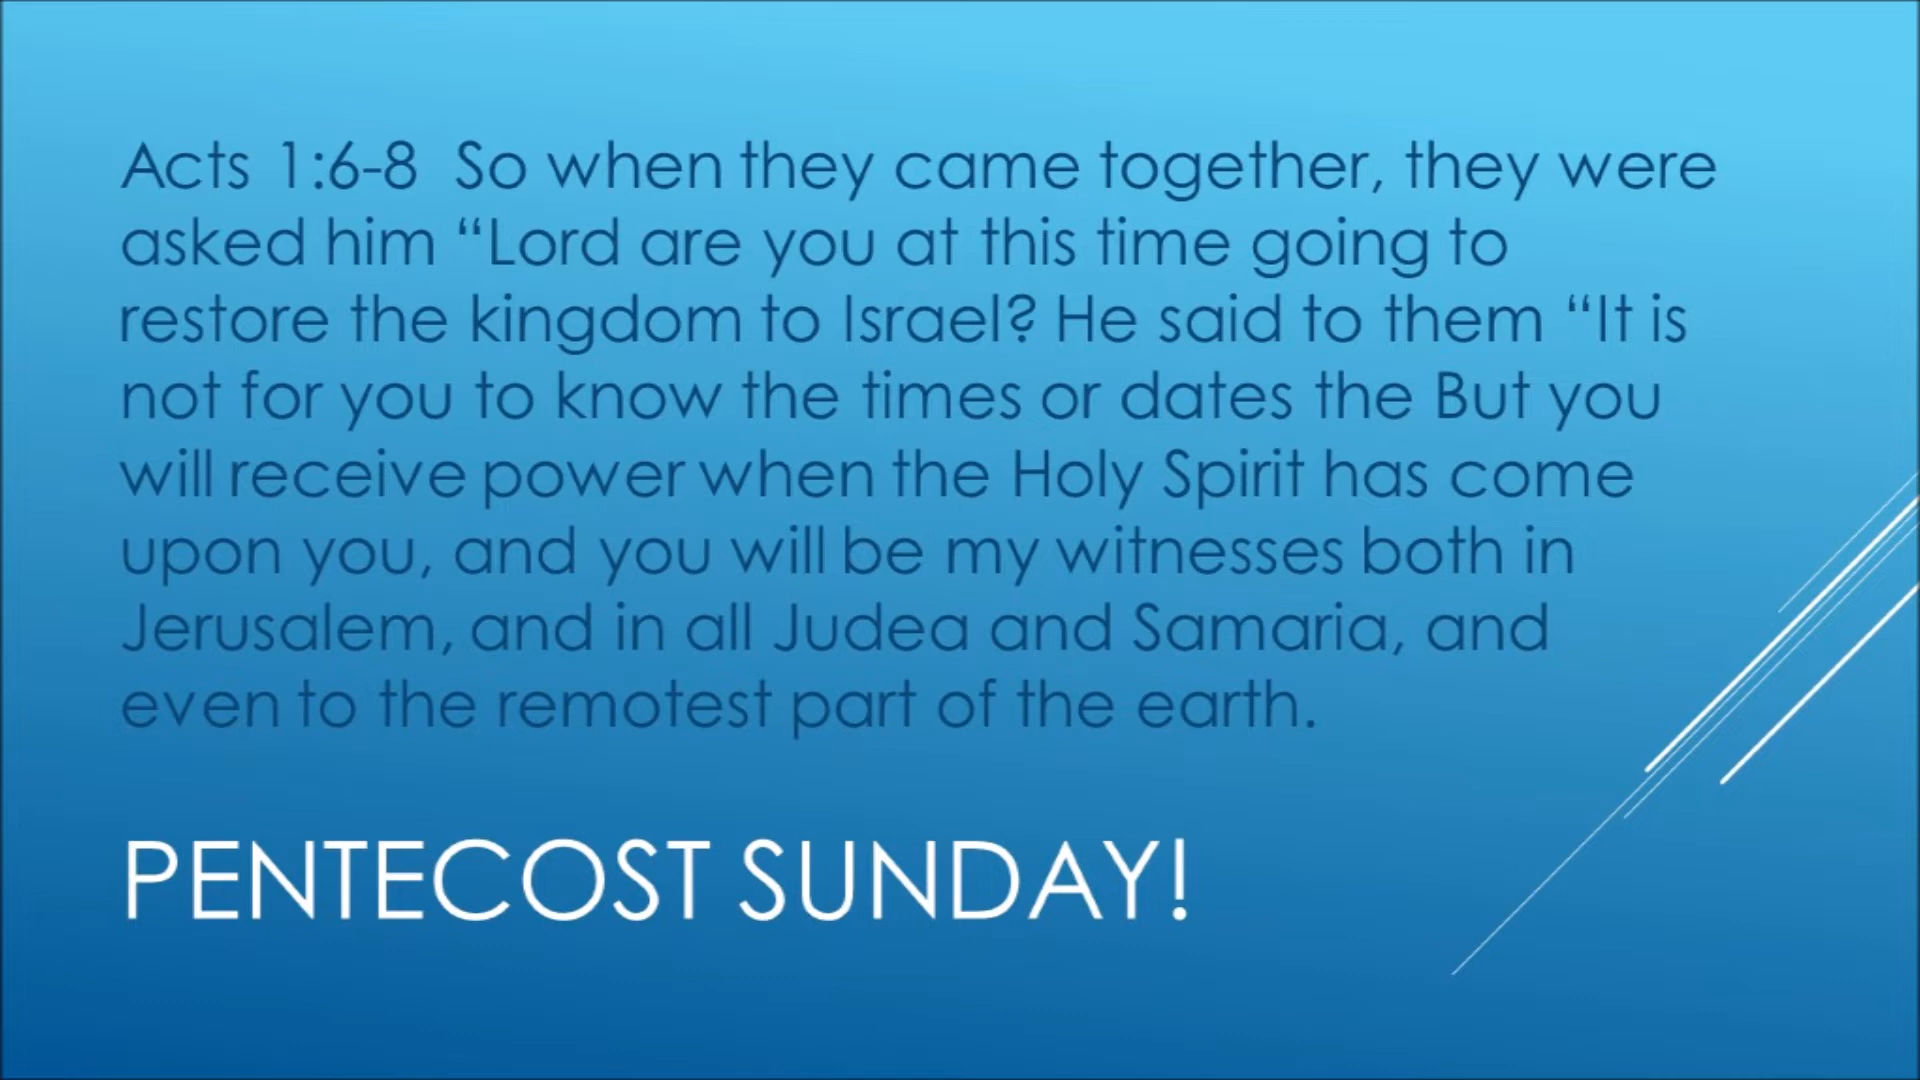 Acts 1:6-8  So when they came together, they were
asked him “Lord are you at this time going to
restore the kingdom to Israel? He said to them “It is
not for you to know the times or dates the But you
will receive power when the Holy Spirit has come
upon you, and you will be my witnesses both in
Jerusalem, and in all Judea and Samaria, and
even to the remotest part of the earth.
PENTECOST SUNDAY!